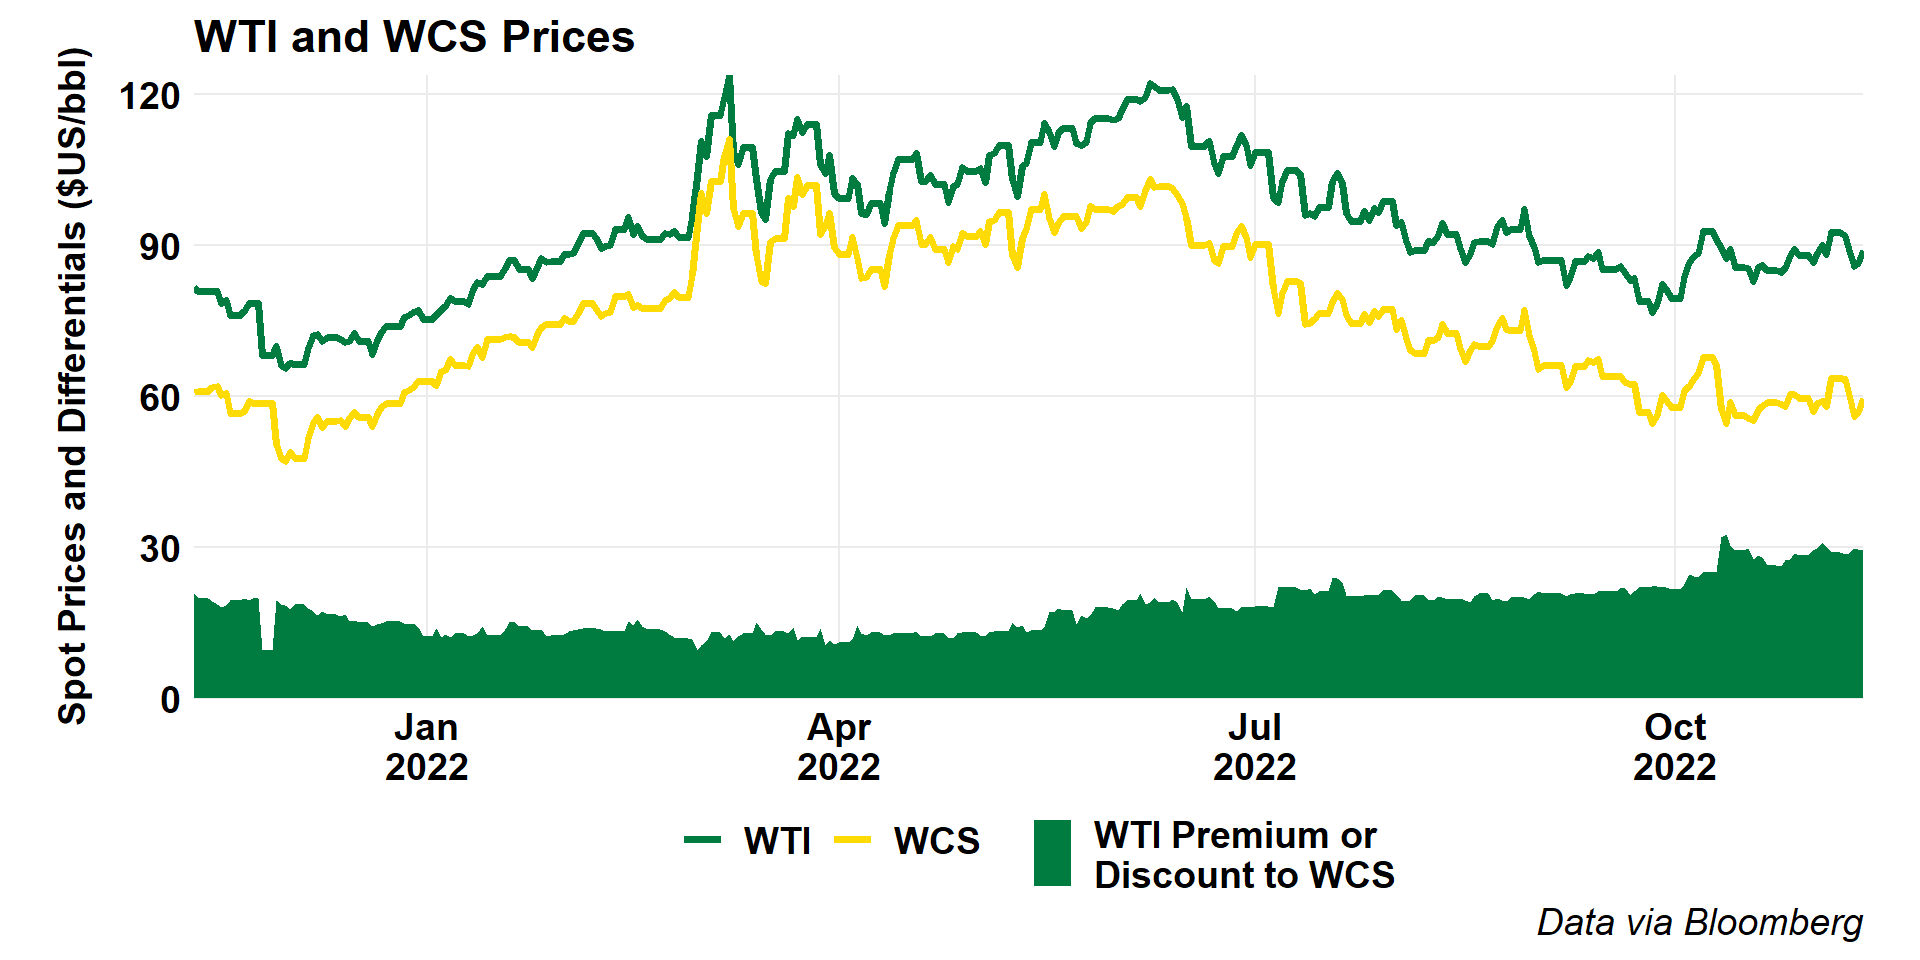 WTI and WCS Prices
Spot Prices and Differentials ($US/bbl)
120
90
60
30
0
Jan
2022
Apr
2022
Jul
2022
Oct
2022
WTI
WCS
WTI Premium or
Discount to WCS
Data via Bloomberg